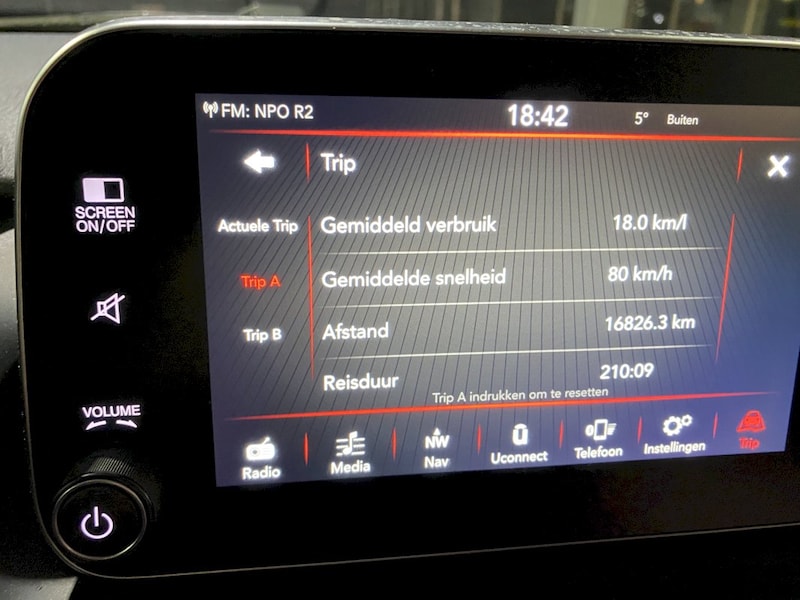 FM: NPO R2 18:42 5° Buiten
Trip
SCREEN
ON/OFF
Actuele Trip Gemiddeld verbruik 18.0 km/l
Trip A Gemiddelde snelheid 80 km/h
Trip B Afstand 16826.3 km
Reisduur 210:09
Trip A indrukken om te resetten
VOLUME
Radio Media NW Nav Uconnect Telefoon Instellingen Trip